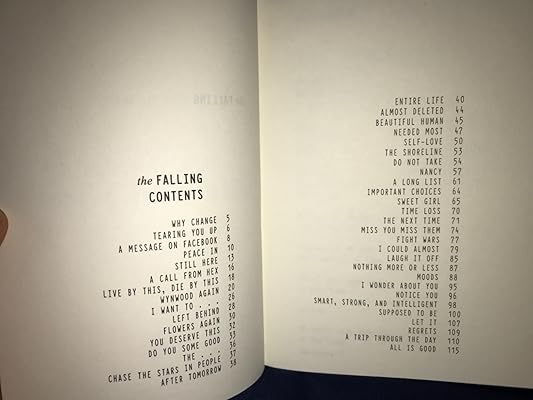 the FALLING
CONTENTS
WHY CHANGE 5
TEARING YOU UP 6
A MESSAGE ON FACEBOOK 8
PEACE IN 10
STILL HERE 13
A CALL FROM HEX 16
LIVE BY THIS, DIE BY THIS 18
WYNWOOD AGAIN 20
I WANT TO . . . 26
LEFT BEHIND 28
FLOWERS AGAIN 30
YOU DESERVE THIS 32
DO YOU SOME GOOD 33
THE . . . 36
CHASE THE STARS IN PEOPLE 37
AFTER TOMORROW 38
ENTIRE LIFE 40
ALMOST DELETED 44
BEAUTIFUL HUMAN 45
NEEDED MOST 47
SELF-LOVE 50
THE SHORELINE 53
DO NOT TAKE 54
NANCY 57
A LONG LIST 61
IMPORTANT CHOICES 64
SWEET GIRL 65
TIME LOSS 70
THE NEXT TIME 71
MISS YOU MISS THEM 74
FIGHT WARS 77
I COULD ALMOST 79
LAUGH IT OFF 85
NOTHING MORE OR LESS 87
MOODS 88
I WONDER ABOUT YOU 95
NOTICE YOU 96
SMART, STRONG, AND INTELLIGENT 98
SUPPOSED TO BE 100
LET IT 107
REGRETS 109
A TRIP THROUGH THE DAY 110
ALL IS GOOD 115